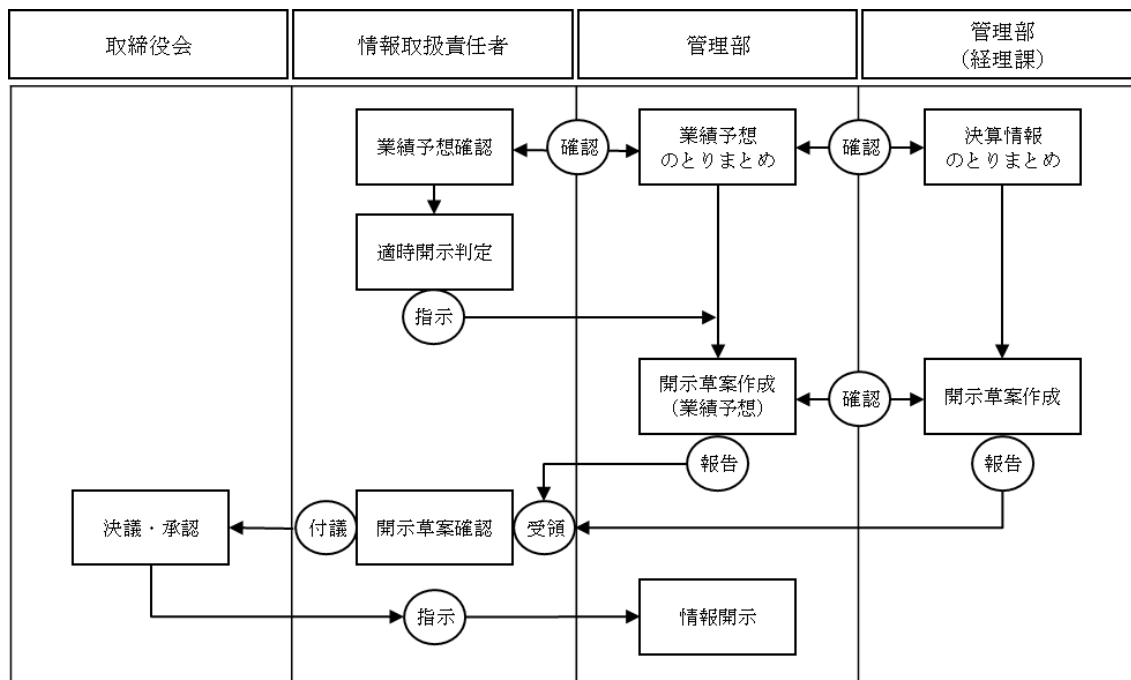 取締役会
情報取扱責任者
管理部
管理部
（経理課）
業績予想確認
確認
業績予想
のとりまとめ
確認
決算情報
のとりまとめ
適時開示判定
指示
開示草案作成
（業績予想）
確認
開示草案作成
報告
報告
決議・承認
付議
開示草案確認
受領
指示
情報開示